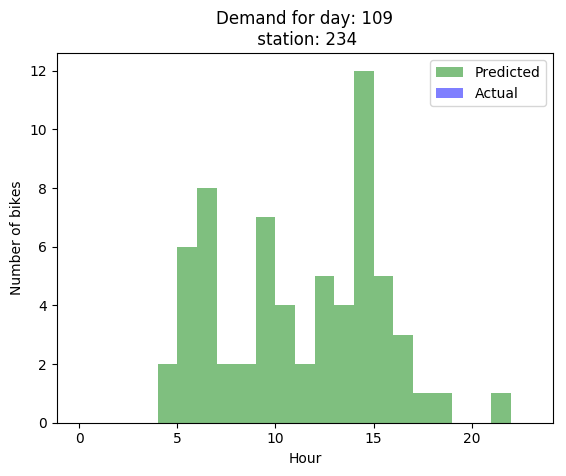 Demand for day: 109
station: 234
Predicted
Actual
12
10
8
6
4
2
0
Number of bikes
0
5
10
15
20
Hour